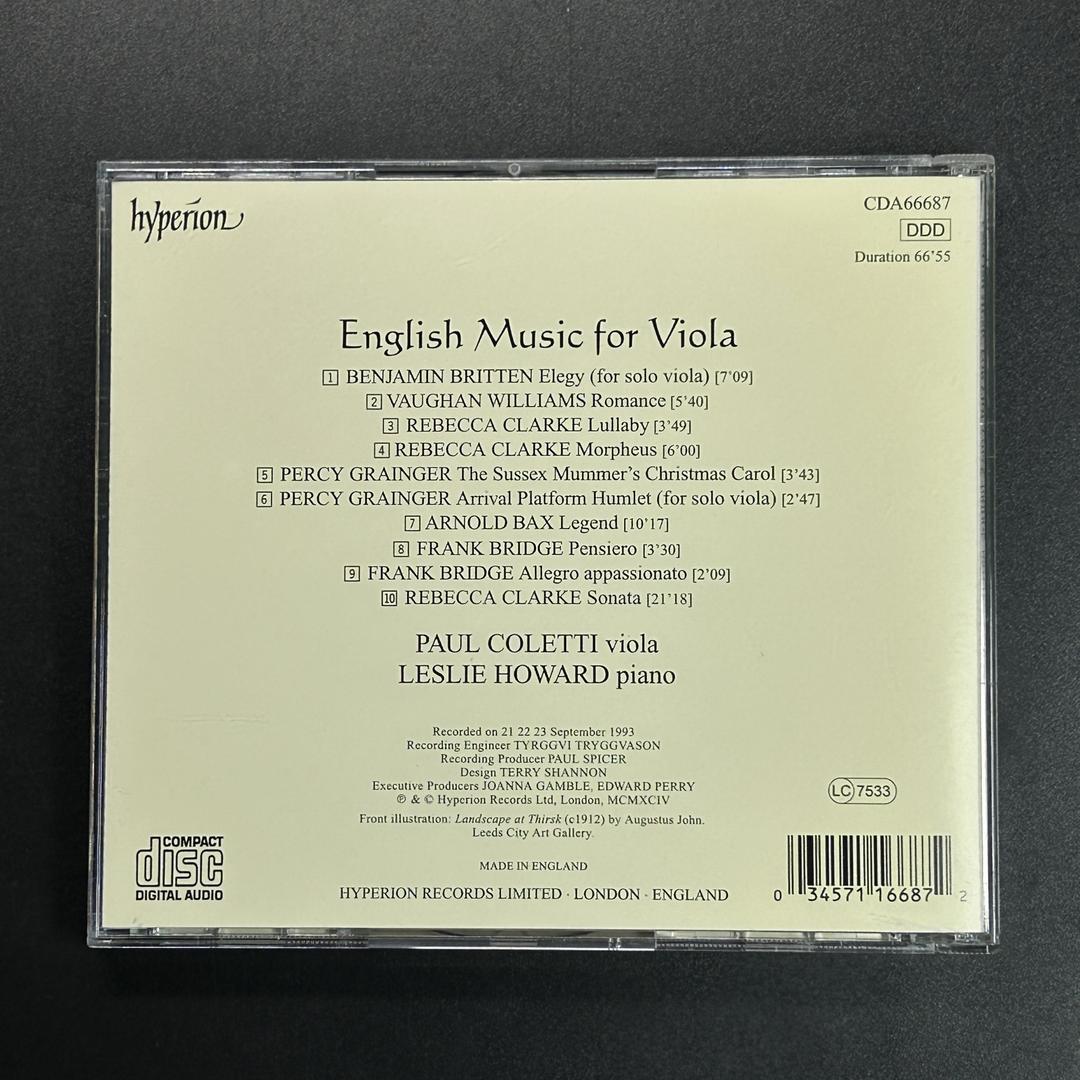 hyperion
CDA66687
DDD
Duration 66'55
English Music for Viola
1 BENJAMIN BRITTEN Elegy (for solo viola) [7'09]
2 VAUGHAN WILLIAMS Romance [5'40]
3 REBECCA CLARKE Lullaby [3'49]
4 REBECCA CLARKE Morpheus [6'00]
5 PERCY GRAINGER The Sussex Mummer's Christmas Carol [3'43]
6 PERCY GRAINGER Arrival Platform Humlet (for solo viola) [2'47]
7 ARNOLD BAX Legend [10'17]
8 FRANK BRIDGE Pensiero [3'30]
9 FRANK BRIDGE Allegro appassionato [2'09]
10 REBECCA CLARKE Sonata [21'18]
PAUL COLETTI viola
LESLIE HOWARD piano
Recorded on 21 22 23 September 1993
Recording Engineer TYRGGVI TRYGGVASON
Recording Producer PAUL SPICER
Design TERRY SHANNON
Executive Producers JOANNA GAMBLE, EDWARD PERRY
℗ & © Hyperion Records Ltd, London, MCMXCIV
Front illustration: Landscape at Thirsk (c1912) by Augustus John.
Leeds City Art Gallery.
MADE IN ENGLAND
HYPERION RECORDS LIMITED · LONDON · ENGLAND
COMPACT
disc
DIGITAL AUDIO
LC 7533
0 34571 16687 2